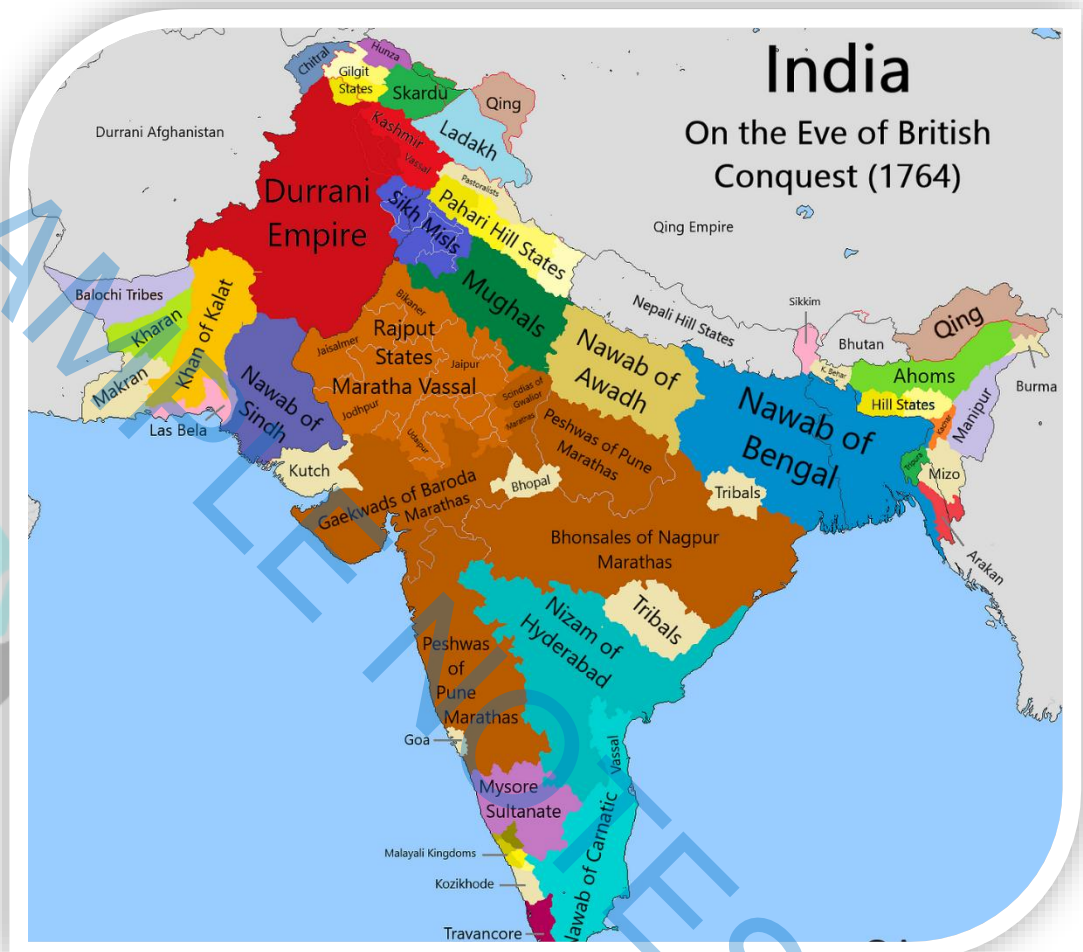 India
On the Eve of British
Conquest (1764)
Chitral
Hunza
Gilgit
States
Skardu
Qing
Durrani Afghanistan
Kashmir
Vassal
Ladakh
Durrani
Empire
Pastoralists
Sikh Misls
Pahari Hill States
Qing Empire
Balochi Tribes
Kharan
Khan of Kalat
Makran
Las Bela
Nawab of
Sindh
Mughals
Bikaner
Rajput
States
Maratha Vassal
Jaisalmer
Jaipur
Jodhpur
Udaipur
Scindias of
Gwalior
Marathas
Nepali Hill States
Sikkim
Bhutan
Qing
K. Behar
Ahoms
Hill States
Burma
Manipur
Kachar
Tripura
Mizo
Arakan
Nawab of
Awadh
Nawab of
Bengal
Peshwas of Pune
Marathas
Kutch
Gaekwads of Baroda
Marathas
Bhopal
Tribals
Bhonsales of Nagpur
Marathas
Tribals
Nizam of
Hyderabad
Peshwas
of
Pune
Marathas
Goa
Vassal
Mysore
Sultanate
Malayali Kingdoms
Kozikhode
Nawab of Carnatic
Travancore
AMPLE NOTES